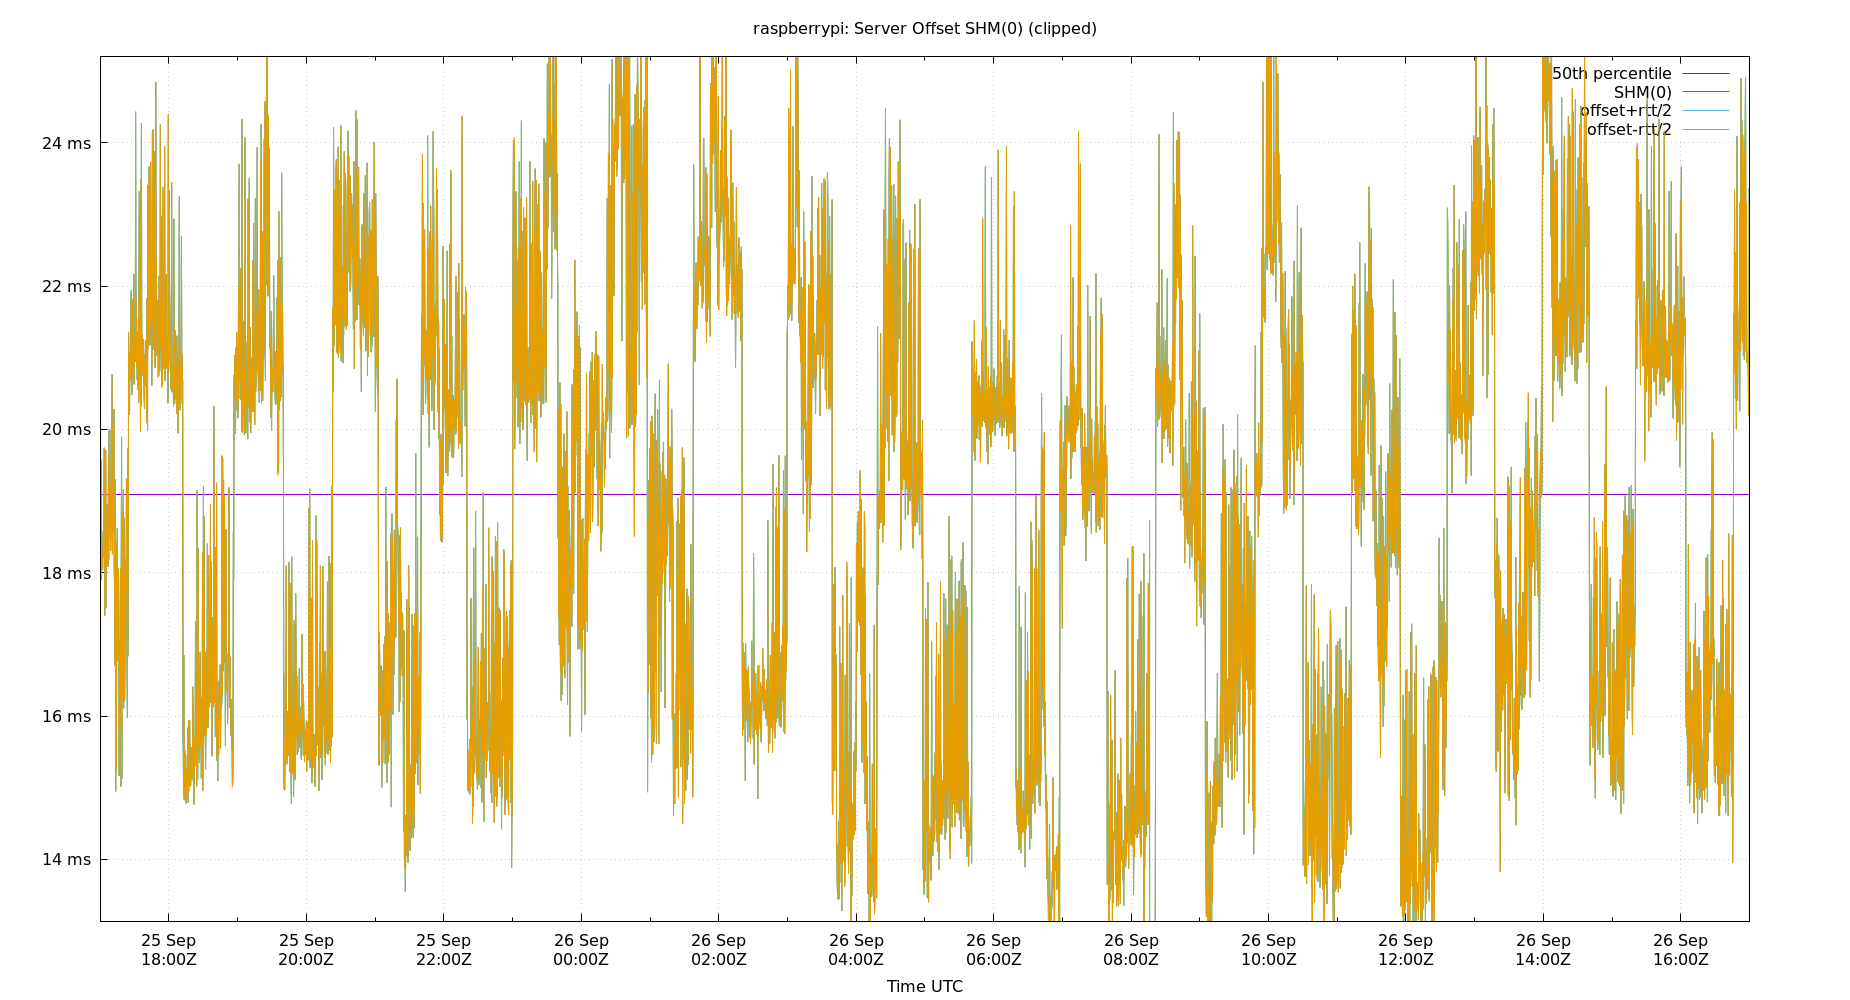 raspberrypi: Server Offset SHM(0) (clipped)
50th percentile
SHM(0)
offset+rtt/2
offset-rtt/2
24 ms
22 ms
20 ms
18 ms
16 ms
14 ms
25 Sep 25 Sep 25 Sep 26 Sep 26 Sep 26 Sep 26 Sep 26 Sep 26 Sep 26 Sep 26 Sep 26 Sep
18:00Z 20:00Z 22:00Z 00:00Z 02:00Z 04:00Z 06:00Z 08:00Z 10:00Z 12:00Z 14:00Z 16:00Z
Time UTC